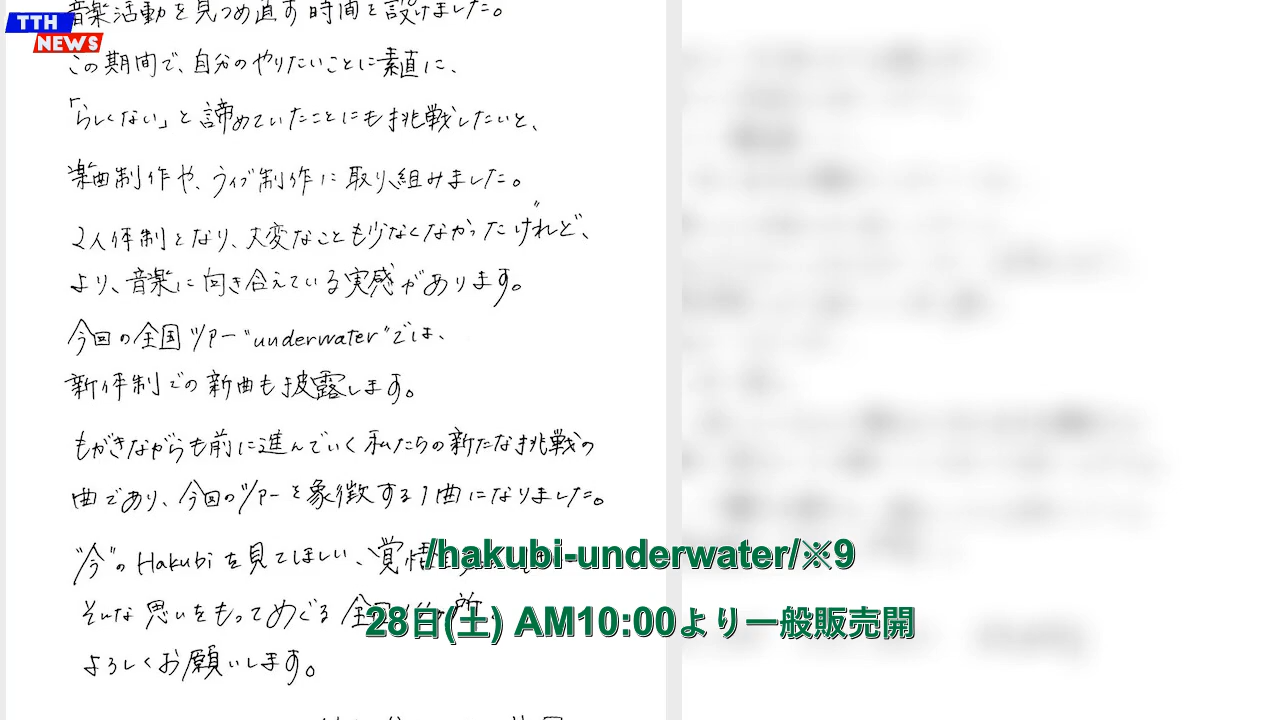 TTH
NEWS
音楽活動を見つめ直す時間を設けました。
この期間で、自分のやりたいことに素直に、
「らしくない」と諦めていたことにも挑戦したいと、
楽曲制作や、ライブ制作に取り組みました。
2人体制となり、大変なことも少なくなかったけれど、
より、音楽に向き合えている実感があります。
今回の全国ツアー“underwater”では、
新体制での新曲も披露します。
もがきながらも前に進んでいく私たちの新たな挑戦の
曲であり、今回のツアーを象徴する1曲になりました。
“今”のHakubiを見てほしい、覚悟
/hakubi-underwater/※9
そんな思いをもってめぐる全国
28日(土) AM10:00より一般販売開
よろしくお願いします。